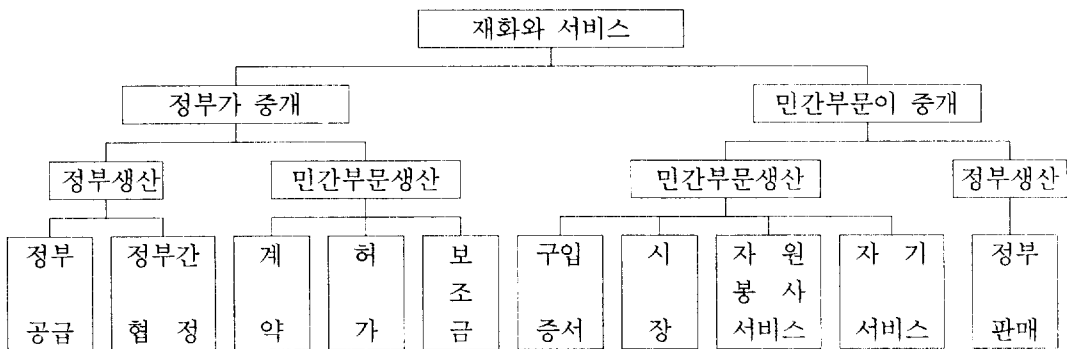 재화와 서비스
정부가 중개
민간부문이 중개
정부생산
민간부문생산
민간부문생산
정부생산
정부
공급
정부간
협 정
계
약
허
가
보
조
금
구입
증서
시
장
자 원
봉 사
서비스
자 기
서비스
정부
판매